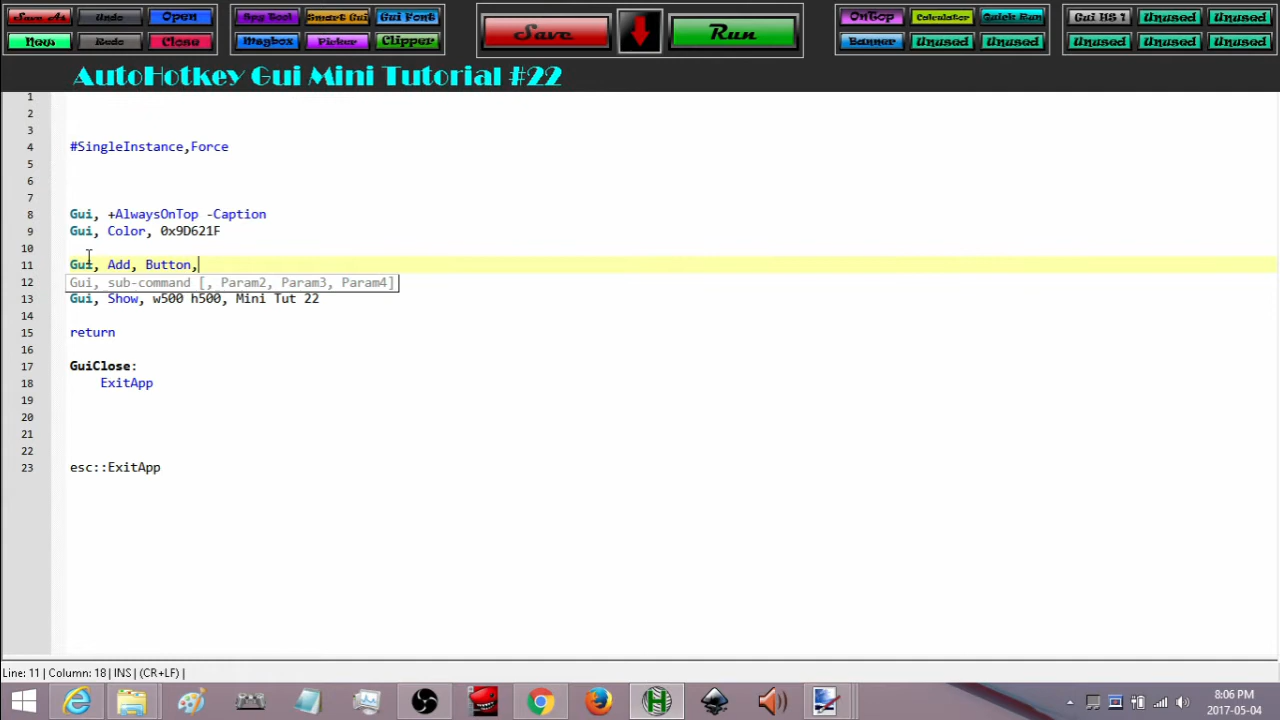 Save As Undo Open Spy Tool Smart Gui Gui Font Save Run OnTop Calculator Quick Run Gui HS 1 Unused Unused
New Redo Close Msgbox Picker Clipper Banner Unused Unused Unused Unused Unused
AutoHotkey Gui Mini Tutorial #22
1
2
3
4 #SingleInstance,Force
5
6
7
8 Gui, +AlwaysOnTop -Caption
9 Gui, Color, 0x9D621F
10
11 Gui, Add, Button,
12 Gui, sub-command [, Param2, Param3, Param4]
13 Gui, Show, w500 h500, Mini Tut 22
14
15 return
16
17 GuiClose:
18 ExitApp
19
20
21
22
23 esc::ExitApp
Line: 11 | Column: 18 | INS | (CR+LF) |
8:06 PM
2017-05-04